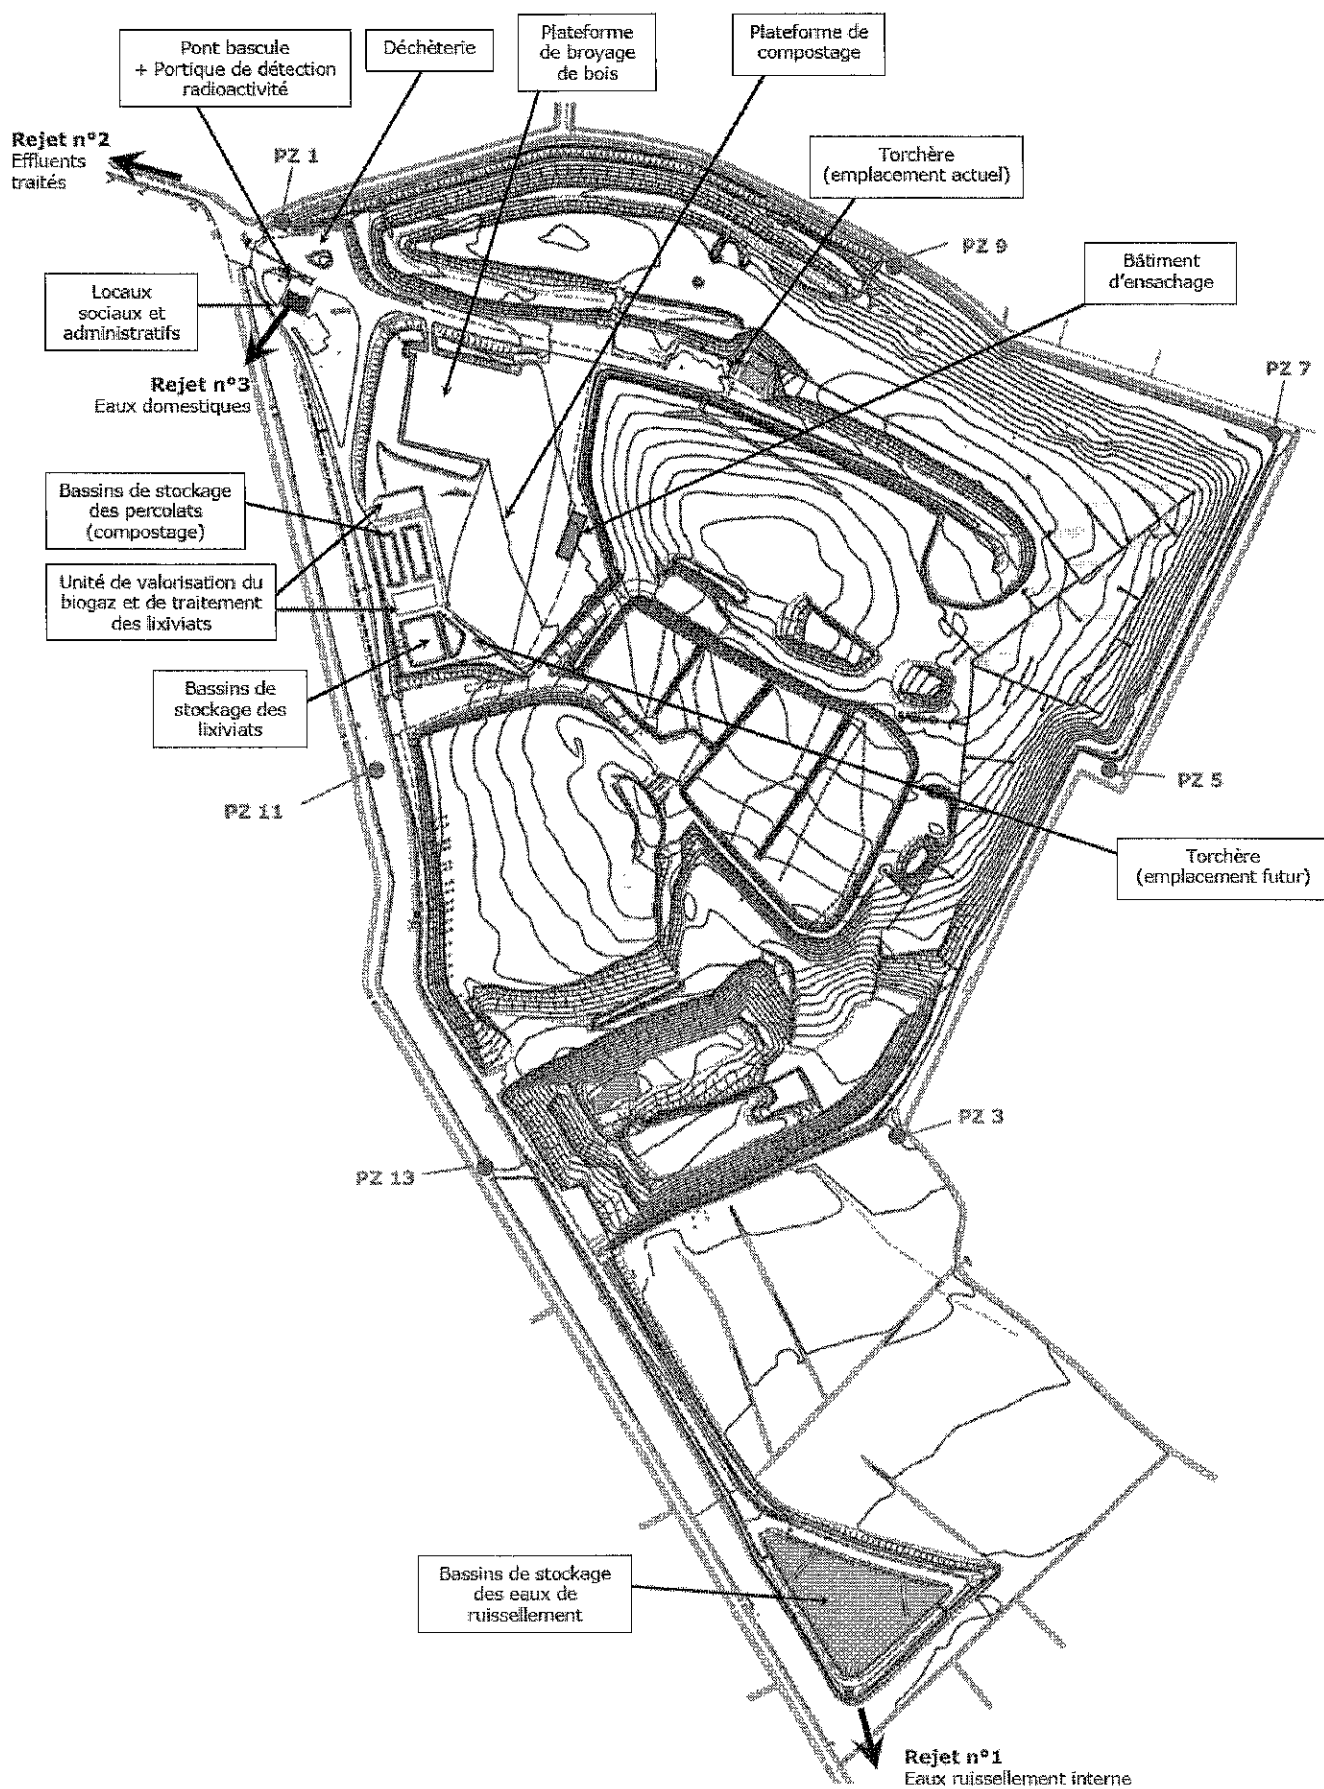 Pont bascule
+ Portique de détection
radioactivité
Déchèterie
Plateforme
de broyage
de bois
Plateforme de
compostage
Rejet n°2
Effluents
traités
PZ 1
Torchère
(emplacement actuel)
PZ 9
Bâtiment
d'ensachage
Locaux
sociaux et
administratifs
PZ 7
Rejet n°3
Eaux domestiques
Bassins de stockage
des percolats
(compostage)
Unité de valorisation du
biogaz et de traitement
des lixiviats
Bassins de
stockage des
lixiviats
PZ 11
PZ 5
Torchère
(emplacement futur)
PZ 3
PZ 13
Bassins de stockage
des eaux de
ruissellement
Rejet n°1
Eaux ruissellement interne